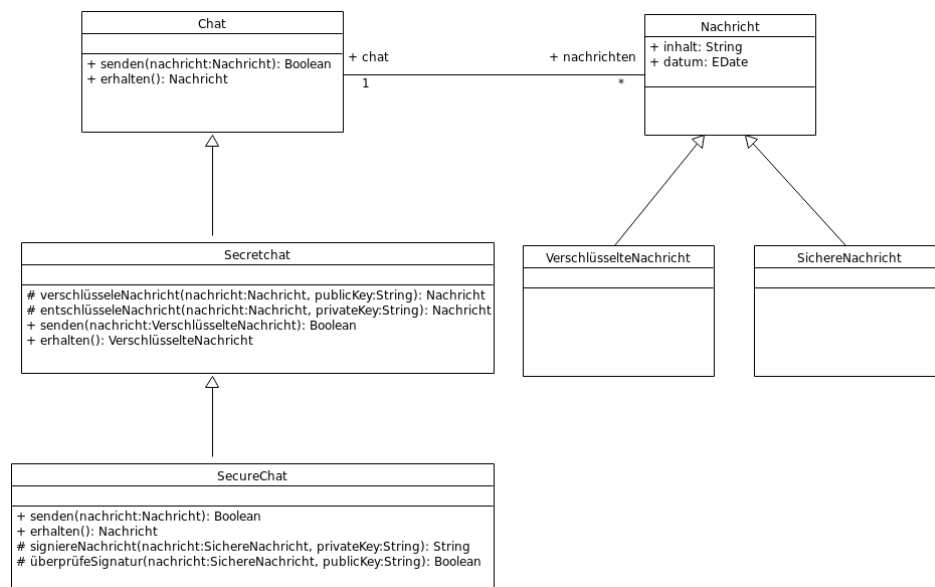 Chat
+ senden(nachricht:Nachricht): Boolean
+ erhalten(): Nachricht
+ chat
1
+ nachrichten
*
Nachricht
+ inhalt: String
+ datum: EDate
Secretchat
# verschlüsseleNachricht(nachricht:Nachricht, publicKey:String): Nachricht
# entschlüsseleNachricht(nachricht:Nachricht, privateKey:String): Nachricht
+ senden(nachricht:VerschlüsselteNachricht): Boolean
+ erhalten(): VerschlüsselteNachricht
VerschlüsselteNachricht
SichereNachricht
SecureChat
+ senden(nachricht:Nachricht): Boolean
+ erhalten(): Nachricht
# signiereNachricht(nachricht:SichereNachricht, privateKey:String): String
# überprüfeSignatur(nachricht:SichereNachricht, publicKey:String): Boolean